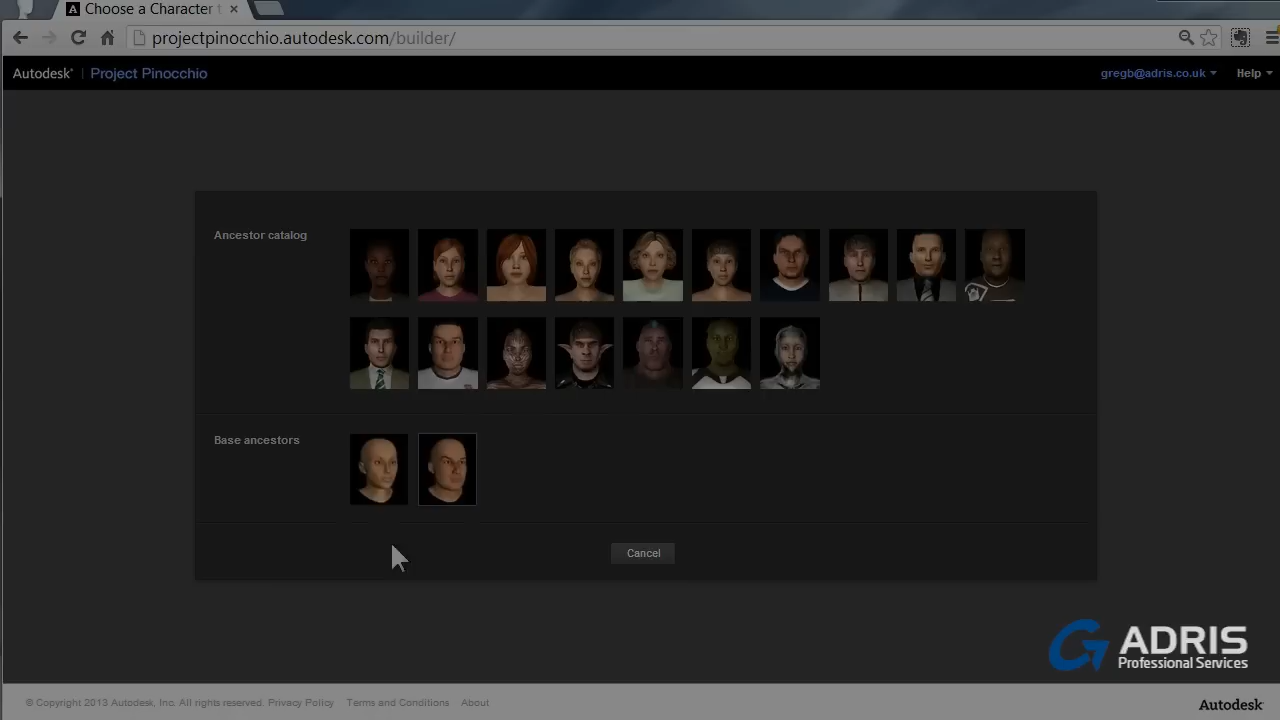 Choose a Character t
projectpinocchio.autodesk.com/builder/
Autodesk® | Project Pinocchio
gregb@adris.co.uk
Help
Ancestor catalog
Base ancestors
Cancel
ADRIS
Professional Services
© Copyright 2013 Autodesk, Inc. All rights reserved. Privacy Policy Terms and Conditions About
Autodesk